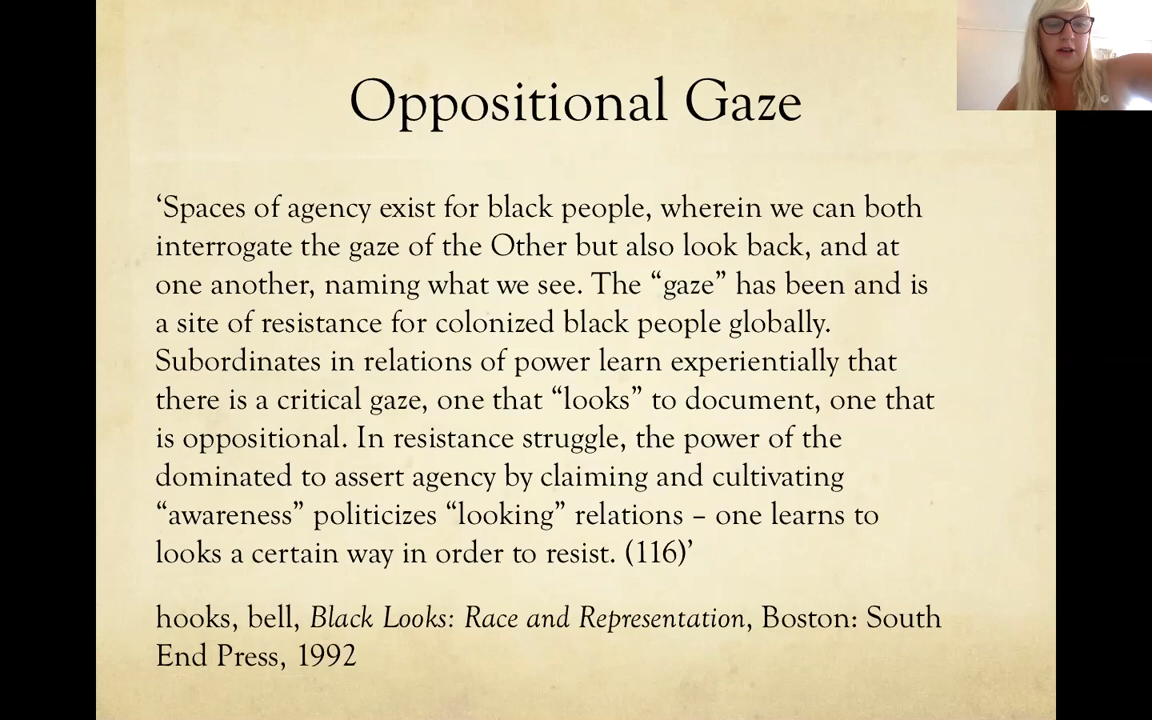 Oppositional Gaze
‘Spaces of agency exist for black people, wherein we can both
interrogate the gaze of the Other but also look back, and at
one another, naming what we see. The “gaze” has been and is
a site of resistance for colonized black people globally.
Subordinates in relations of power learn experientially that
there is a critical gaze, one that “looks” to document, one that
is oppositional. In resistance struggle, the power of the
dominated to assert agency by claiming and cultivating
“awareness” politicizes “looking” relations – one learns to
looks a certain way in order to resist. (116)’
hooks, bell, Black Looks: Race and Representation, Boston: South
End Press, 1992